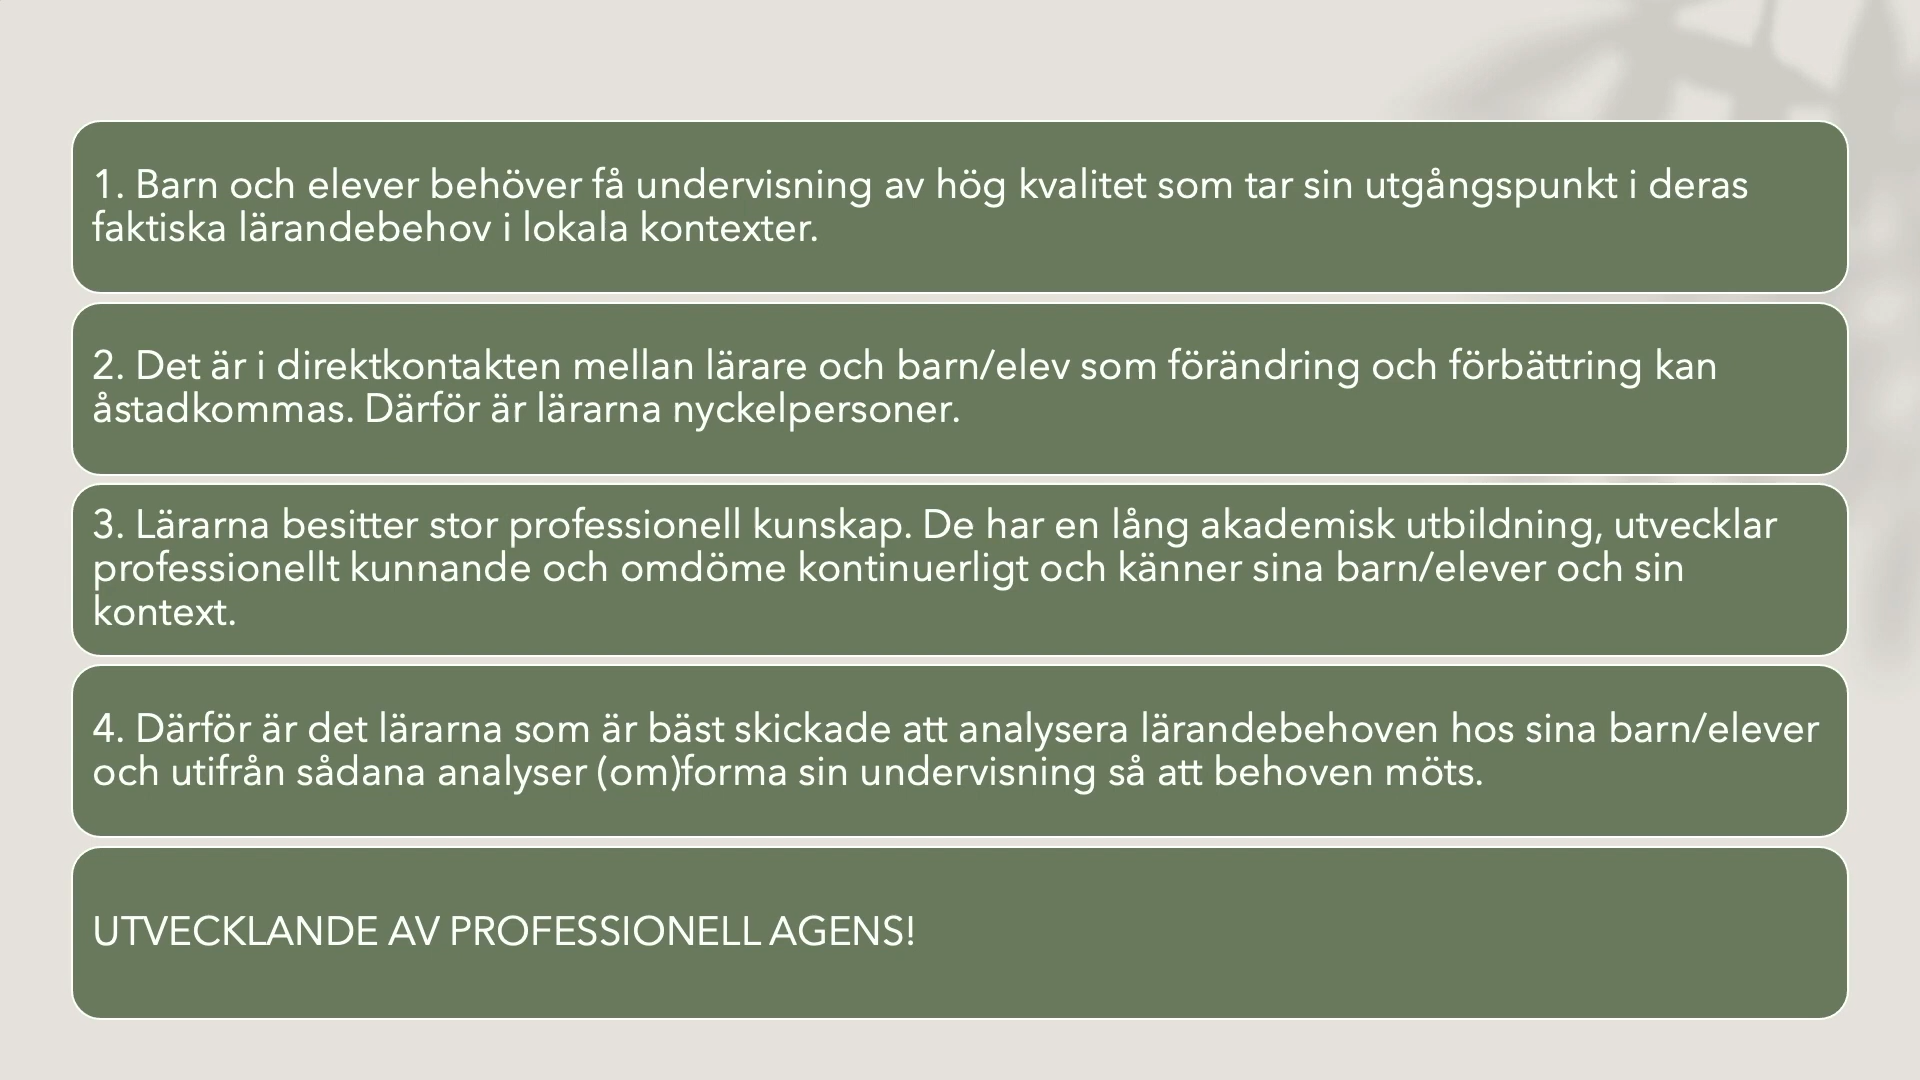 1. Barn och elever behöver få undervisning av hög kvalitet som tar sin utgångspunkt i deras
faktiska lärandebehov i lokala kontexter.
2. Det är i direktkontakten mellan lärare och barn/elev som förändring och förbättring kan
åstadkommas. Därför är lärarna nyckelpersoner.
3. Lärarna besitter stor professionell kunskap. De har en lång akademisk utbildning, utvecklar
professionellt kunnande och omdöme kontinuerligt och känner sina barn/elever och sin
kontext.
4. Därför är det lärarna som är bäst skickade att analysera lärandebehoven hos sina barn/elever
och utifrån sådana analyser (om)forma sin undervisning så att behoven möts.
UTVECKLANDE AV PROFESSIONELL AGENS!